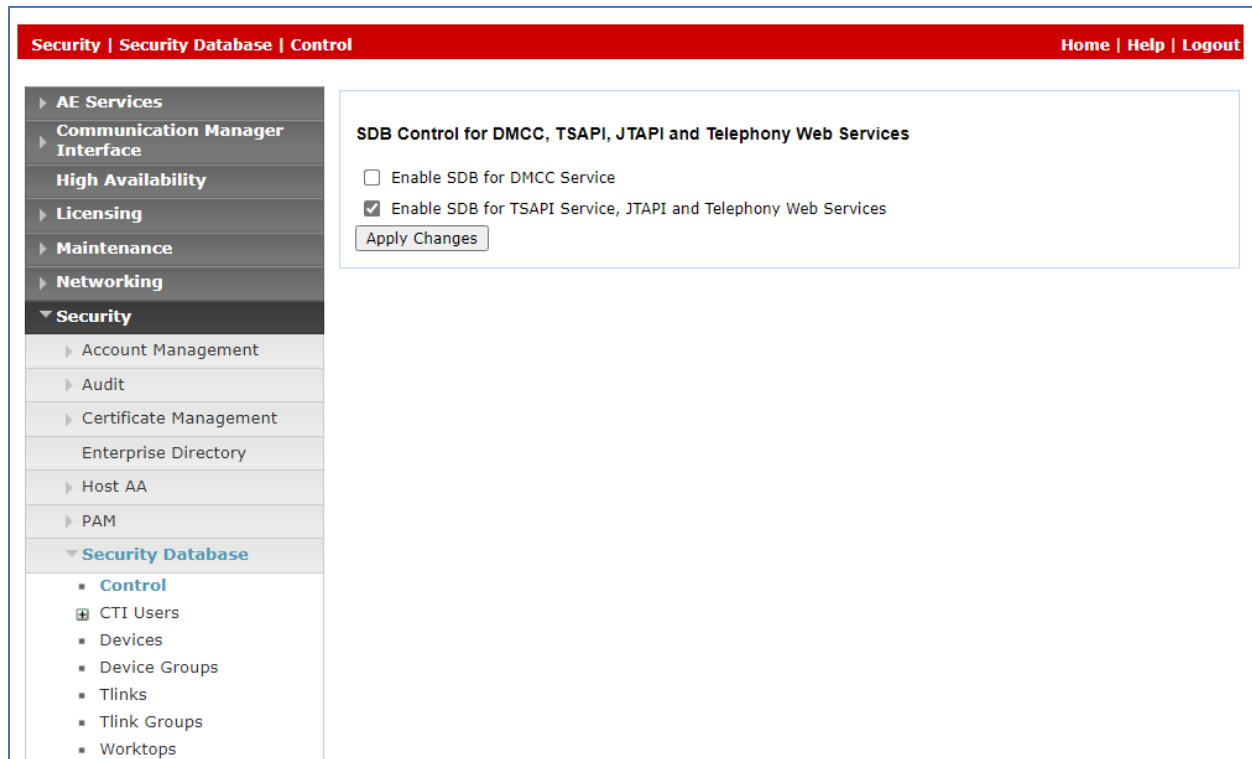 Security | Security Database | Control
Home | Help | Logout
AE Services
Communication Manager
Interface
High Availability
Licensing
Maintenance
Networking
Security
Account Management
Audit
Certificate Management
Enterprise Directory
Host AA
PAM
Security Database
Control
CTI Users
Devices
Device Groups
Tlinks
Tlink Groups
Worktops
SDB Control for DMCC, TSAPI, JTAPI and Telephony Web Services
Enable SDB for DMCC Service
Enable SDB for TSAPI Service, JTAPI and Telephony Web Services
Apply Changes